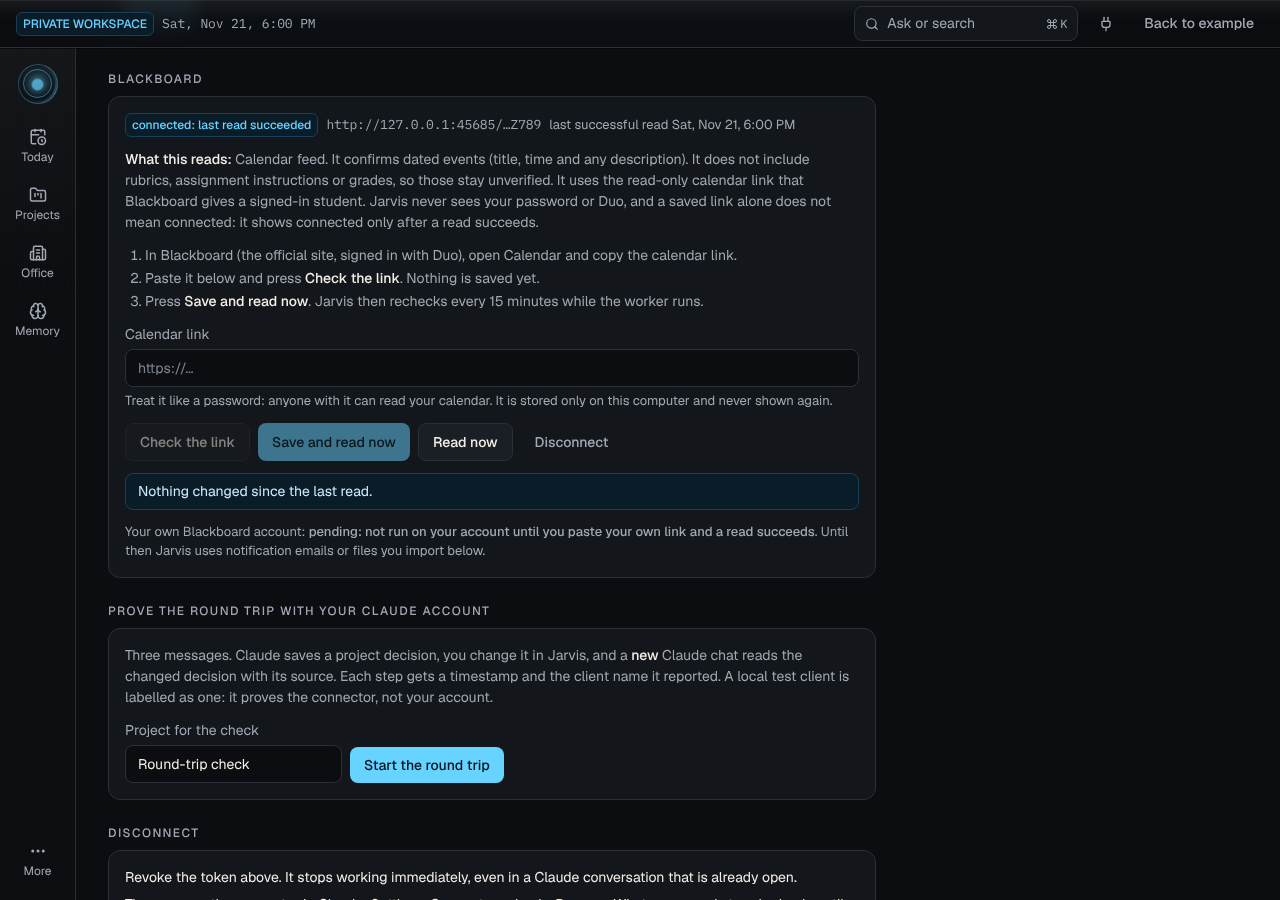 PRIVATE WORKSPACE Sat, Nov 21, 6:00 PM Ask or search ⌘K Back to example
Today
Projects
Office
Memory
More
BLACKBOARD
connected: last read succeeded http://127.0.0.1:45685/…Z789 last successful read Sat, Nov 21, 6:00 PM
What this reads: Calendar feed. It confirms dated events (title, time and any description). It does not include
rubrics, assignment instructions or grades, so those stay unverified. It uses the read-only calendar link that
Blackboard gives a signed-in student. Jarvis never sees your password or Duo, and a saved link alone does not
mean connected: it shows connected only after a read succeeds.
1. In Blackboard (the official site, signed in with Duo), open Calendar and copy the calendar link.
2. Paste it below and press Check the link. Nothing is saved yet.
3. Press Save and read now. Jarvis then rechecks every 15 minutes while the worker runs.
Calendar link
https://…
Treat it like a password: anyone with it can read your calendar. It is stored only on this computer and never shown again.
Check the link Save and read now Read now Disconnect
Nothing changed since the last read.
Your own Blackboard account: pending: not run on your account until you paste your own link and a read succeeds. Until
then Jarvis uses notification emails or files you import below.
PROVE THE ROUND TRIP WITH YOUR CLAUDE ACCOUNT
Three messages. Claude saves a project decision, you change it in Jarvis, and a new Claude chat reads the
changed decision with its source. Each step gets a timestamp and the client name it reported. A local test client is
labelled as one: it proves the connector, not your account.
Project for the check
Round-trip check Start the round trip
DISCONNECT
Revoke the token above. It stops working immediately, even in a Claude conversation that is already open.